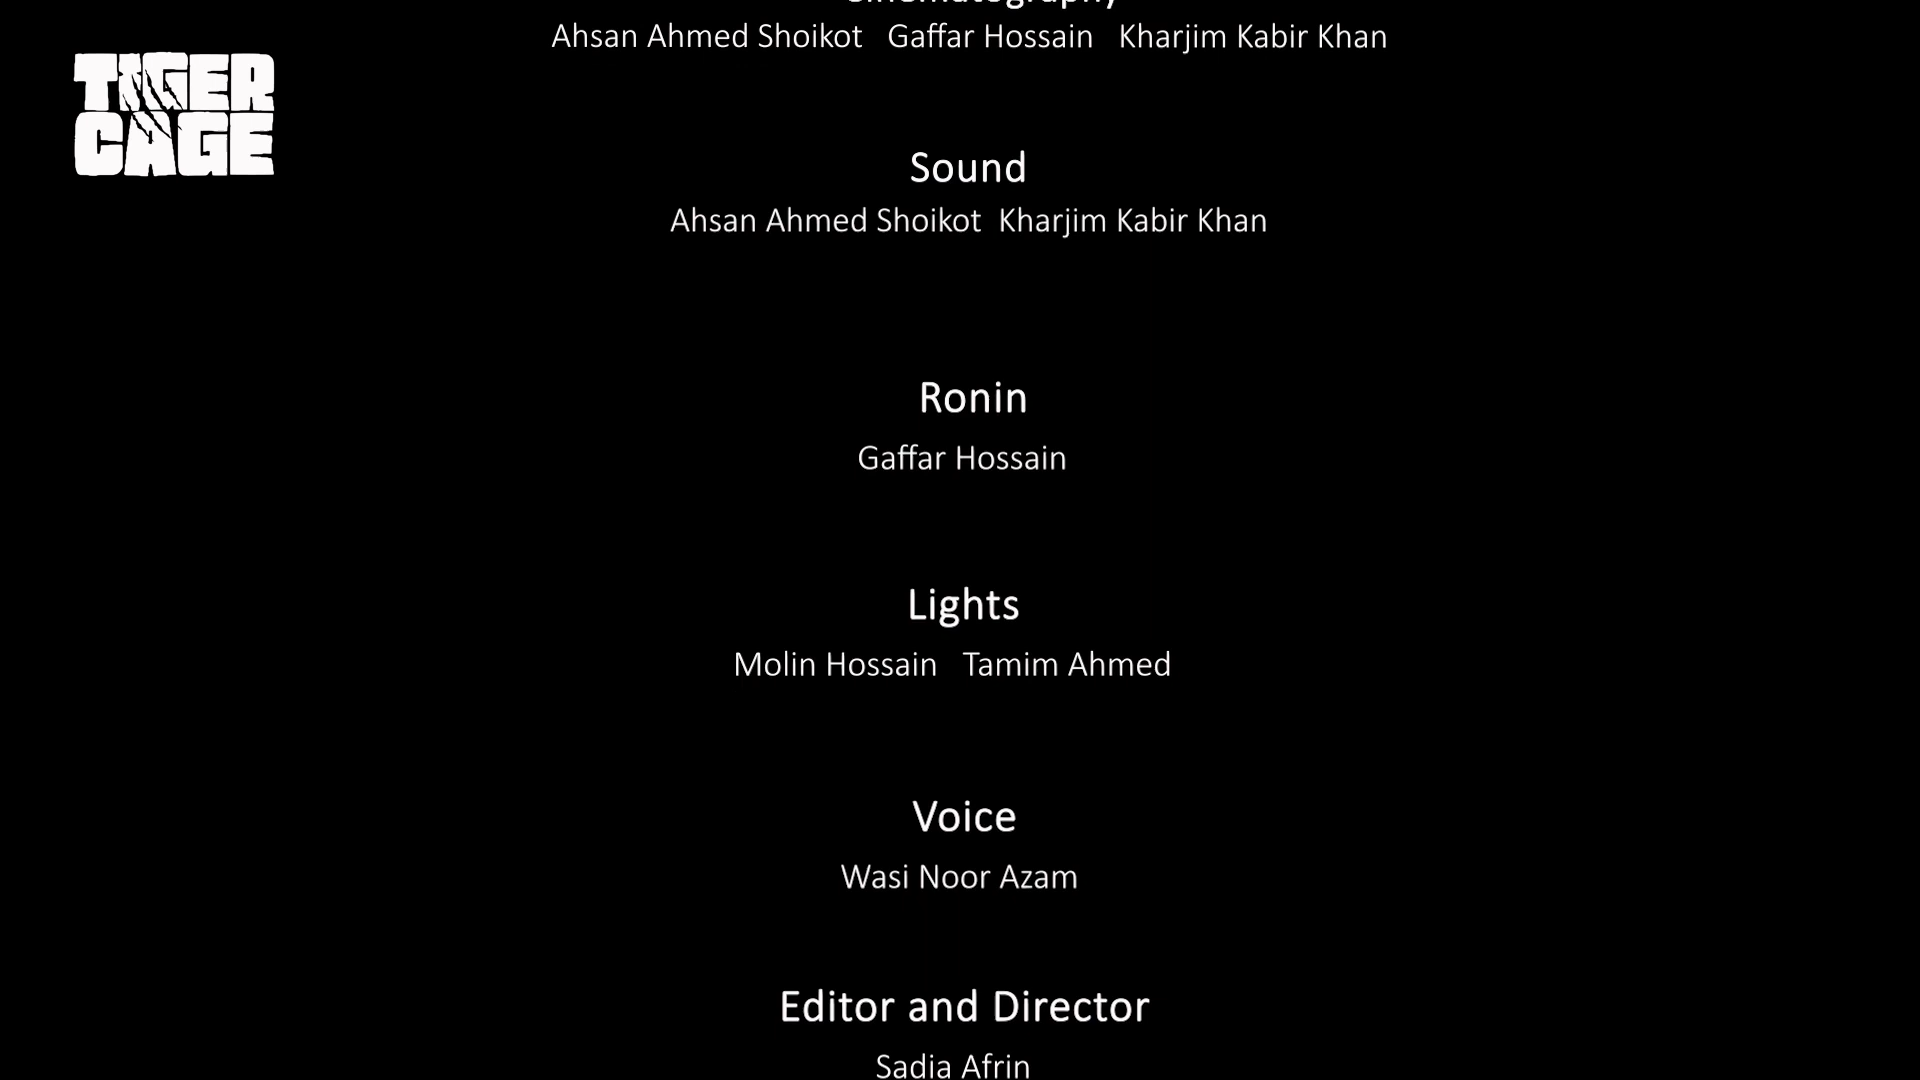 Cinematography
Ahsan Ahmed Shoikot   Gaffar Hossain   Kharjim Kabir Khan
TIGER
CAGE
Sound
Ahsan Ahmed Shoikot  Kharjim Kabir Khan
Ronin
Gaffar Hossain
Lights
Molin Hossain   Tamim Ahmed
Voice
Wasi Noor Azam
Editor and Director
Sadia Afrin